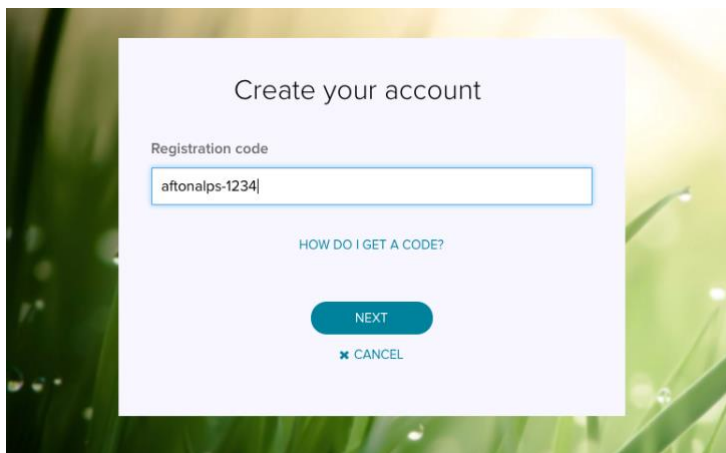 Create your account
Registration code
aftonalps-1234
HOW DO I GET A CODE?
NEXT
✖ CANCEL